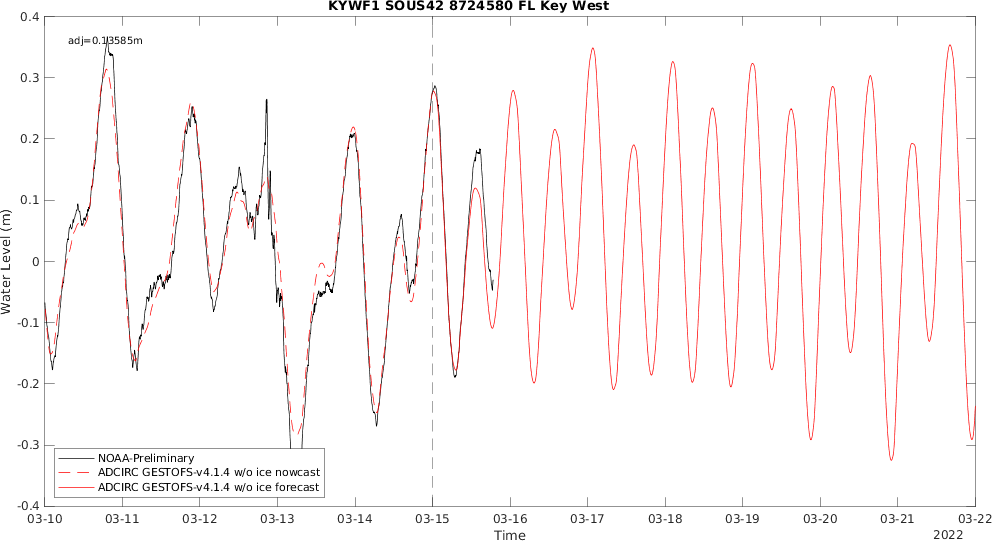 KYWF1 SOUS42 8724580 FL Key West
adj=0.13585m
0.4
0.3
0.2
0.1
0
-0.1
-0.2
-0.3
-0.4
Water Level (m)
NOAA-Preliminary
ADCIRC GESTOFS-v4.1.4 w/o ice nowcast
ADCIRC GESTOFS-v4.1.4 w/o ice forecast
03-10 03-11 03-12 03-13 03-14 03-15 03-16 03-17 03-18 03-19 03-20 03-21 03-22
Time
2022